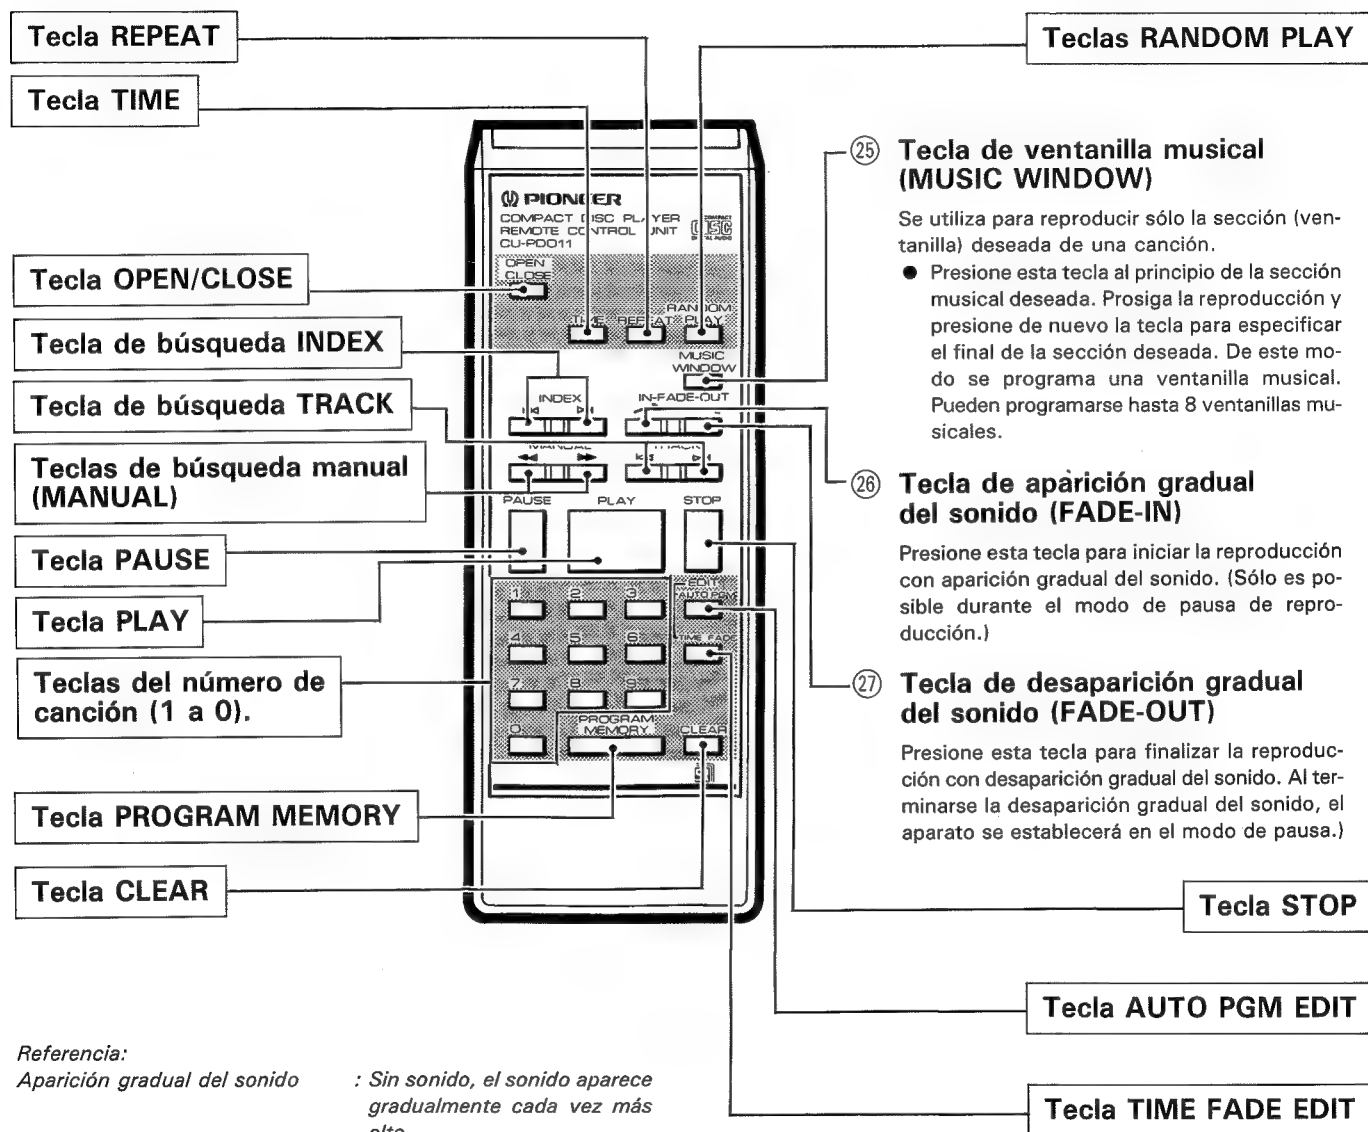 Tecla REPEAT
Tecla TIME
Tecla OPEN/CLOSE
Tecla de búsqueda INDEX
Tecla de búsqueda TRACK
Teclas de búsqueda manual
(MANUAL)
Tecla PAUSE
Tecla PLAY
Teclas del número de
canción (1 a 0).
Tecla PROGRAM MEMORY
Tecla CLEAR
PIONEER
COMPACT DISC PLAYER
REMOTE CONTROL UNIT
CU-PD011
COMPACT
DISC
DIGITAL AUDIO
OPEN
CLOSE
RANDOM
TIME REPEAT PLAY
MUSIC
WINDOW
INDEX IN-FADE-OUT
MANUAL TRACK
PAUSE PLAY STOP
EDIT
1 2 3 AUTO PGM
4 5 6 TIME FADE
7 8 9
PROGRAM
0 MEMORY CLEAR
Teclas RANDOM PLAY
25 Tecla de ventanilla musical
(MUSIC WINDOW)
Se utiliza para reproducir sólo la sección (ven-
tanilla) deseada de una canción.
● Presione esta tecla al principio de la sección
musical deseada. Prosiga la reproducción y
presione de nuevo la tecla para especificar
el final de la sección deseada. De este mo-
do se programa una ventanilla musical.
Pueden programarse hasta 8 ventanillas mu-
sicales.
26 Tecla de aparición gradual
del sonido (FADE-IN)
Presione esta tecla para iniciar la reproducción
con aparición gradual del sonido. (Sólo es po-
sible durante el modo de pausa de repro-
ducción.)
27 Tecla de desaparición gradual
del sonido (FADE-OUT)
Presione esta tecla para finalizar la reproduc-
ción con desaparición gradual del sonido. Al ter-
minarse la desaparición gradual del sonido, el
aparato se establecerá en el modo de pausa.)
Tecla STOP
Tecla AUTO PGM EDIT
Tecla TIME FADE EDIT
Referencia:
Aparición gradual del sonido : Sin sonido, el sonido aparece
gradualmente cada vez más